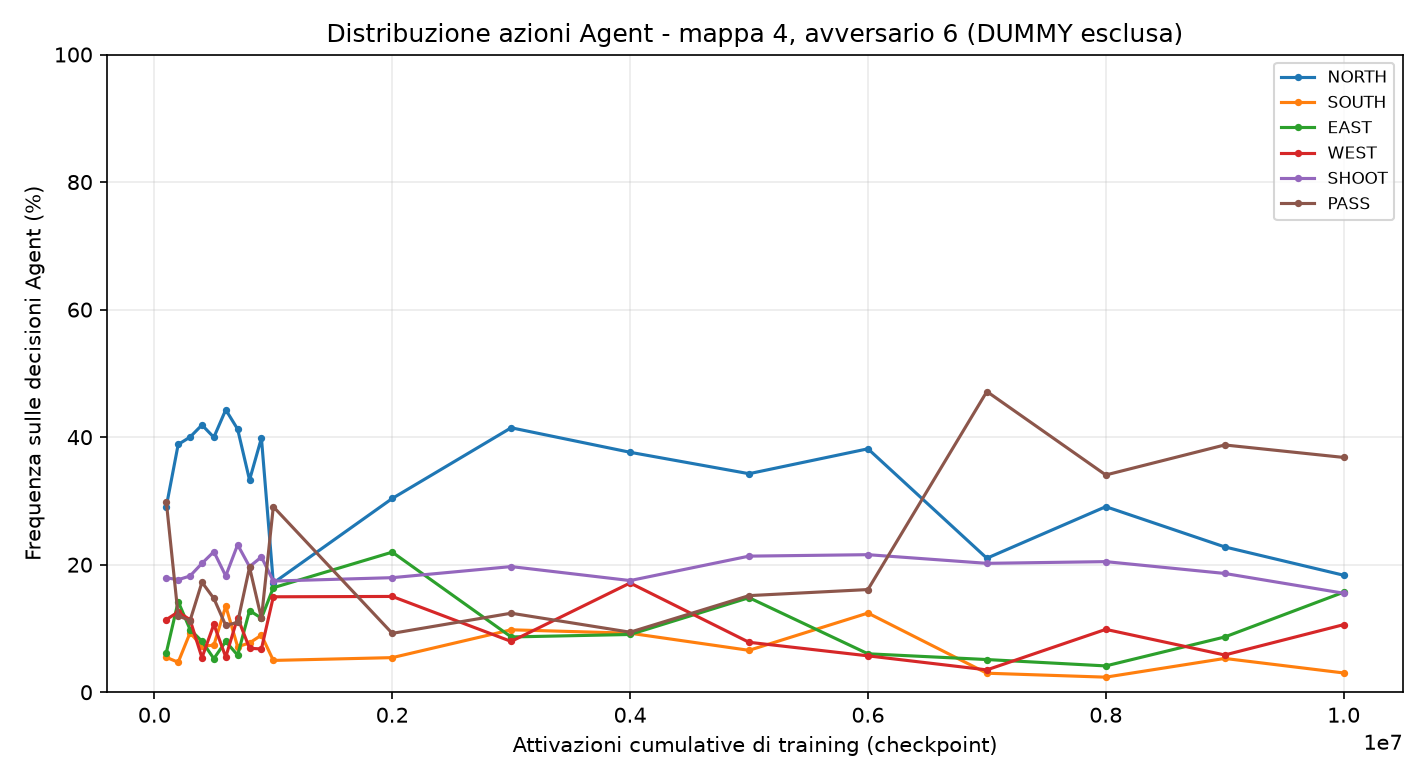 Distribuzione azioni Agent - mappa 4, avversario 6 (DUMMY esclusa)
Frequenza sulle decisioni Agent (%)
100
80
60
40
20
0
NORTH
SOUTH
EAST
WEST
SHOOT
PASS
0.0 0.2 0.4 0.6 0.8 1.0
1e7
Attivazioni cumulative di training (checkpoint)